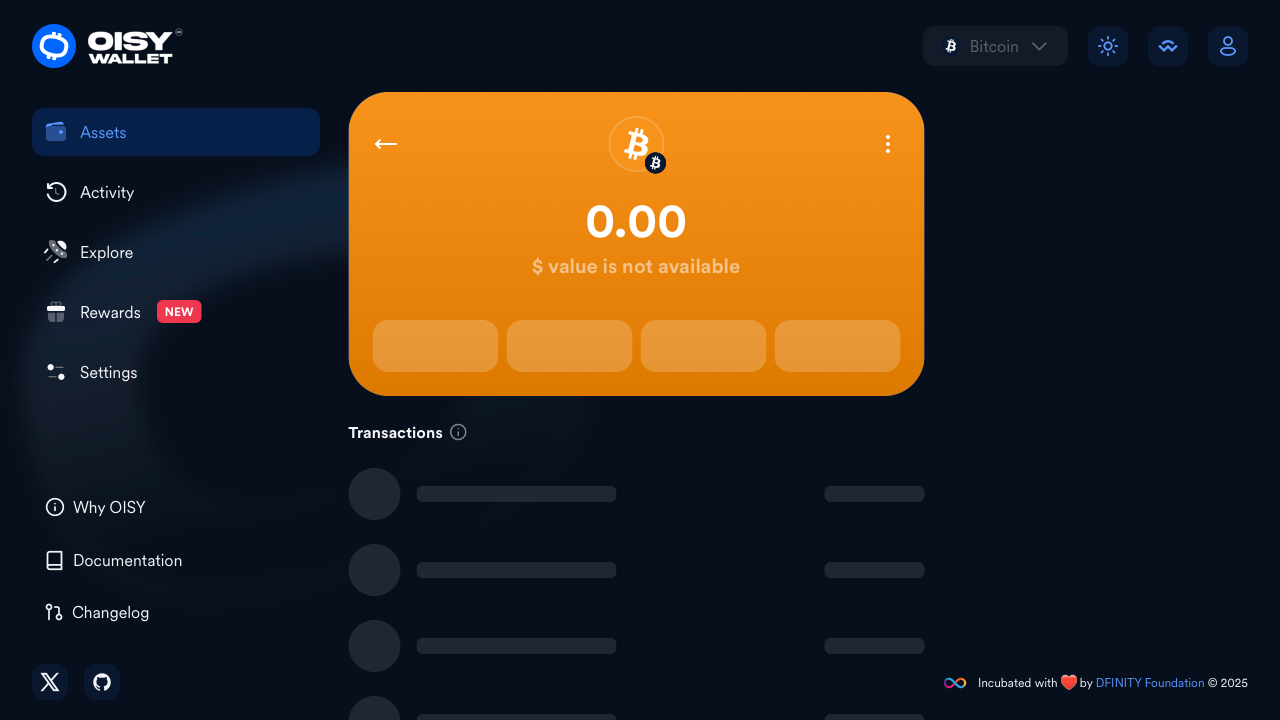 OISY
WALLET
Bitcoin
Assets
Activity
Explore
Rewards NEW
Settings
0.00
$ value is not available
Transactions
Why OISY
Documentation
Changelog
Incubated with ❤️ by DFINITY Foundation © 2025